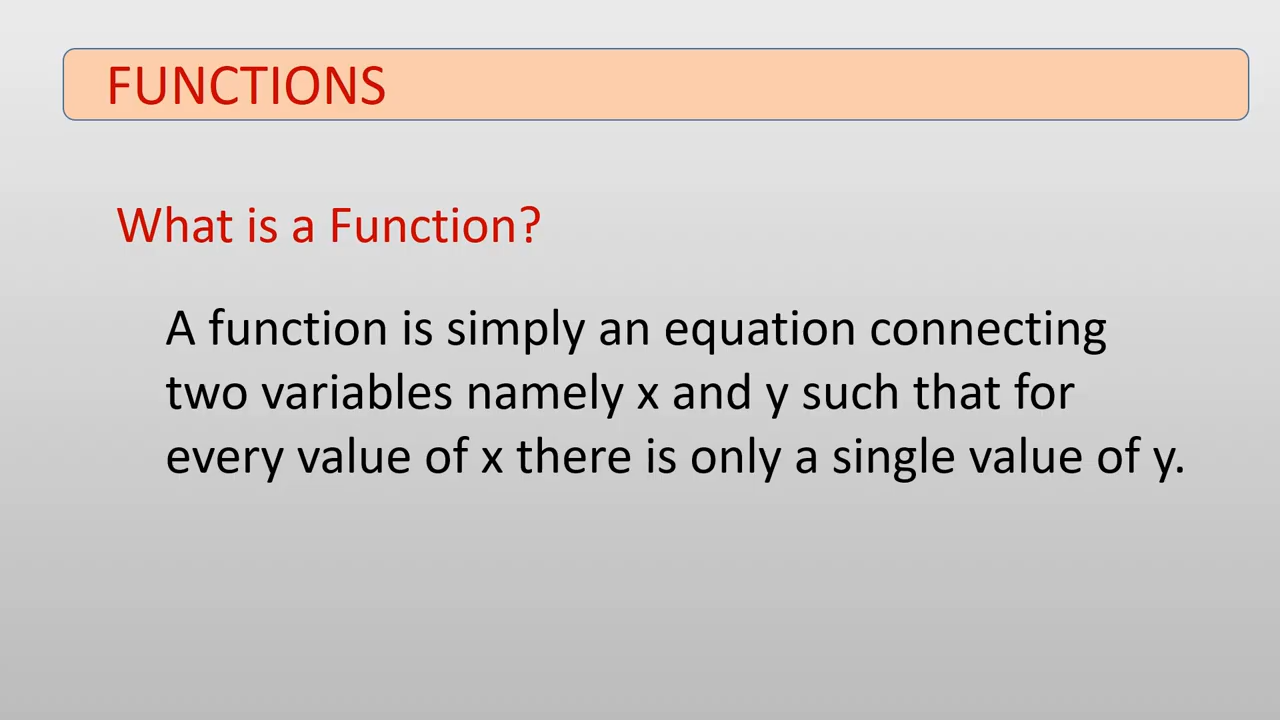 FUNCTIONS
What is a Function?
A function is simply an equation connecting
two variables namely x and y such that for
every value of x there is only a single value of y.